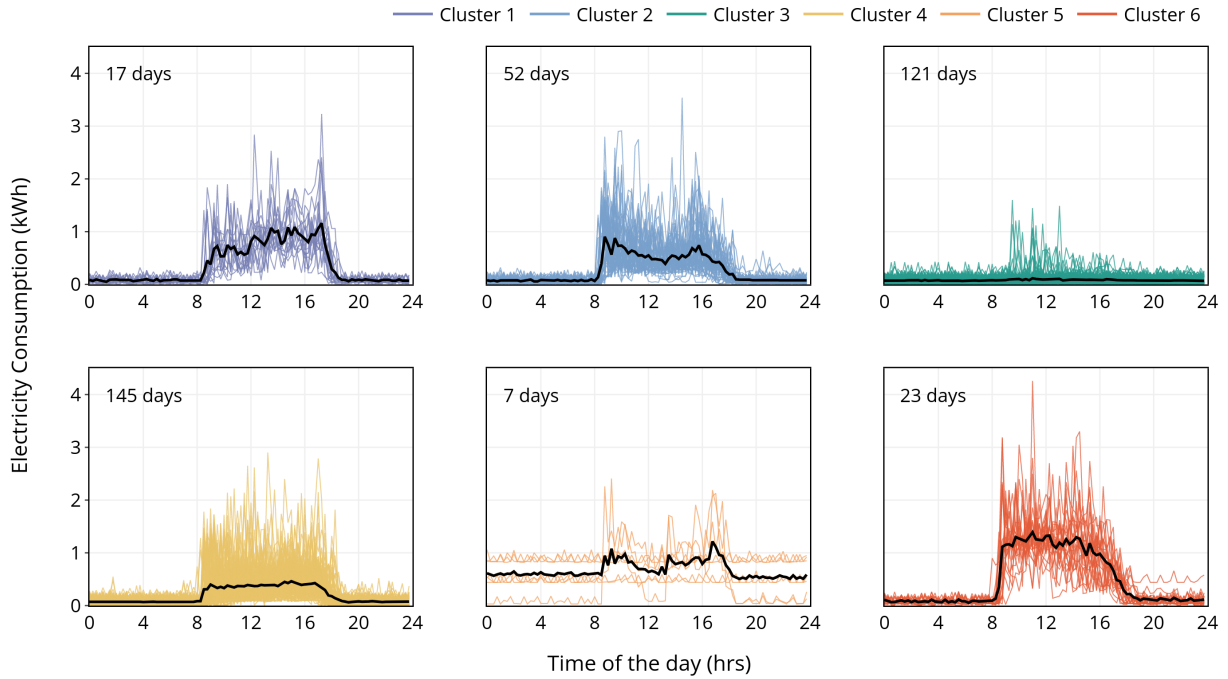 Cluster 1 Cluster 2 Cluster 3 Cluster 4 Cluster 5 Cluster 6
17 days 52 days 121 days
4
3
2
1
0
0 4 8 12 16 20 24 0 4 8 12 16 20 24 0 4 8 12 16 20 24
Electricity Consumption (kWh)
145 days 7 days 23 days
4
3
2
1
0
0 4 8 12 16 20 24 0 4 8 12 16 20 24 0 4 8 12 16 20 24
Time of the day (hrs)